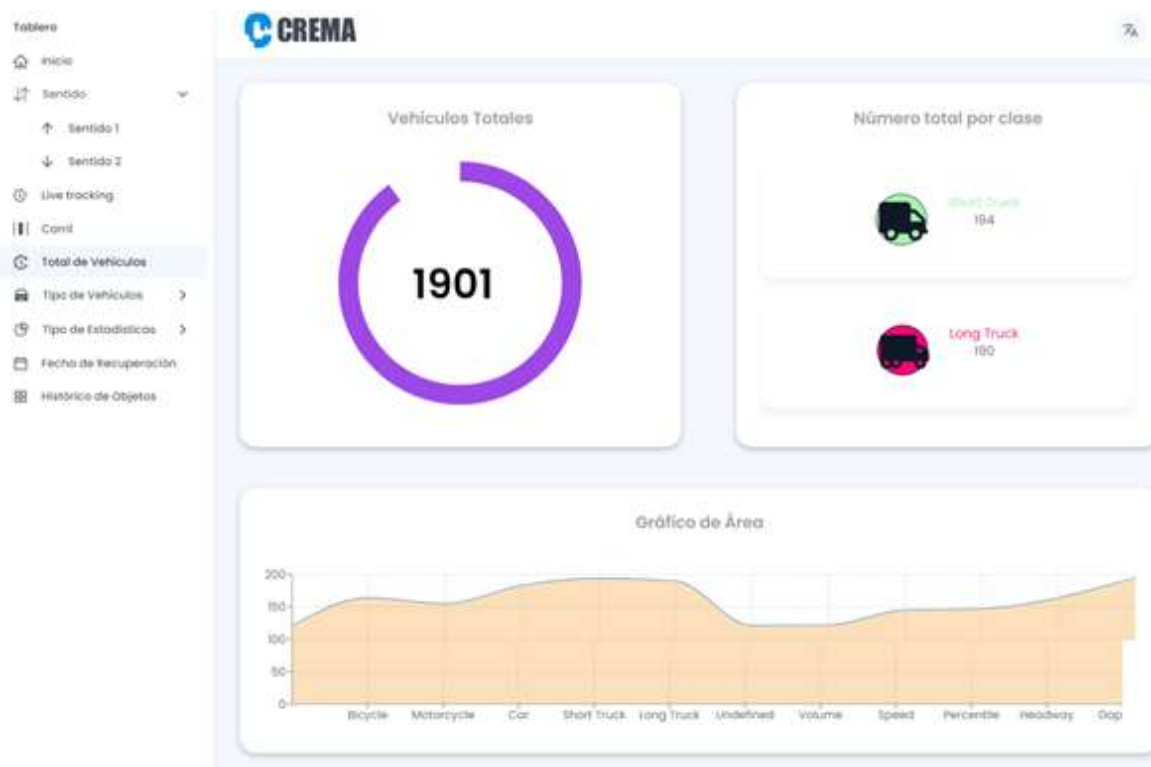 Tablero
Inicio
Sentido
Sentido 1
Sentido 2
Live tracking
Carril
Total de Vehículos
Tipo de Vehículos
Tipo de Estadísticas
Fecha de Recuperación
Histórico de Objetos
CREMA
Vehículos Totales
1901
Número total por clase
Short Truck
194
Long Truck
190
Gráfico de Área
200
150
100
50
0
Bicycle Motorcycle Car Short Truck Long Truck Undefined Volume Speed Percentile Headway Gap